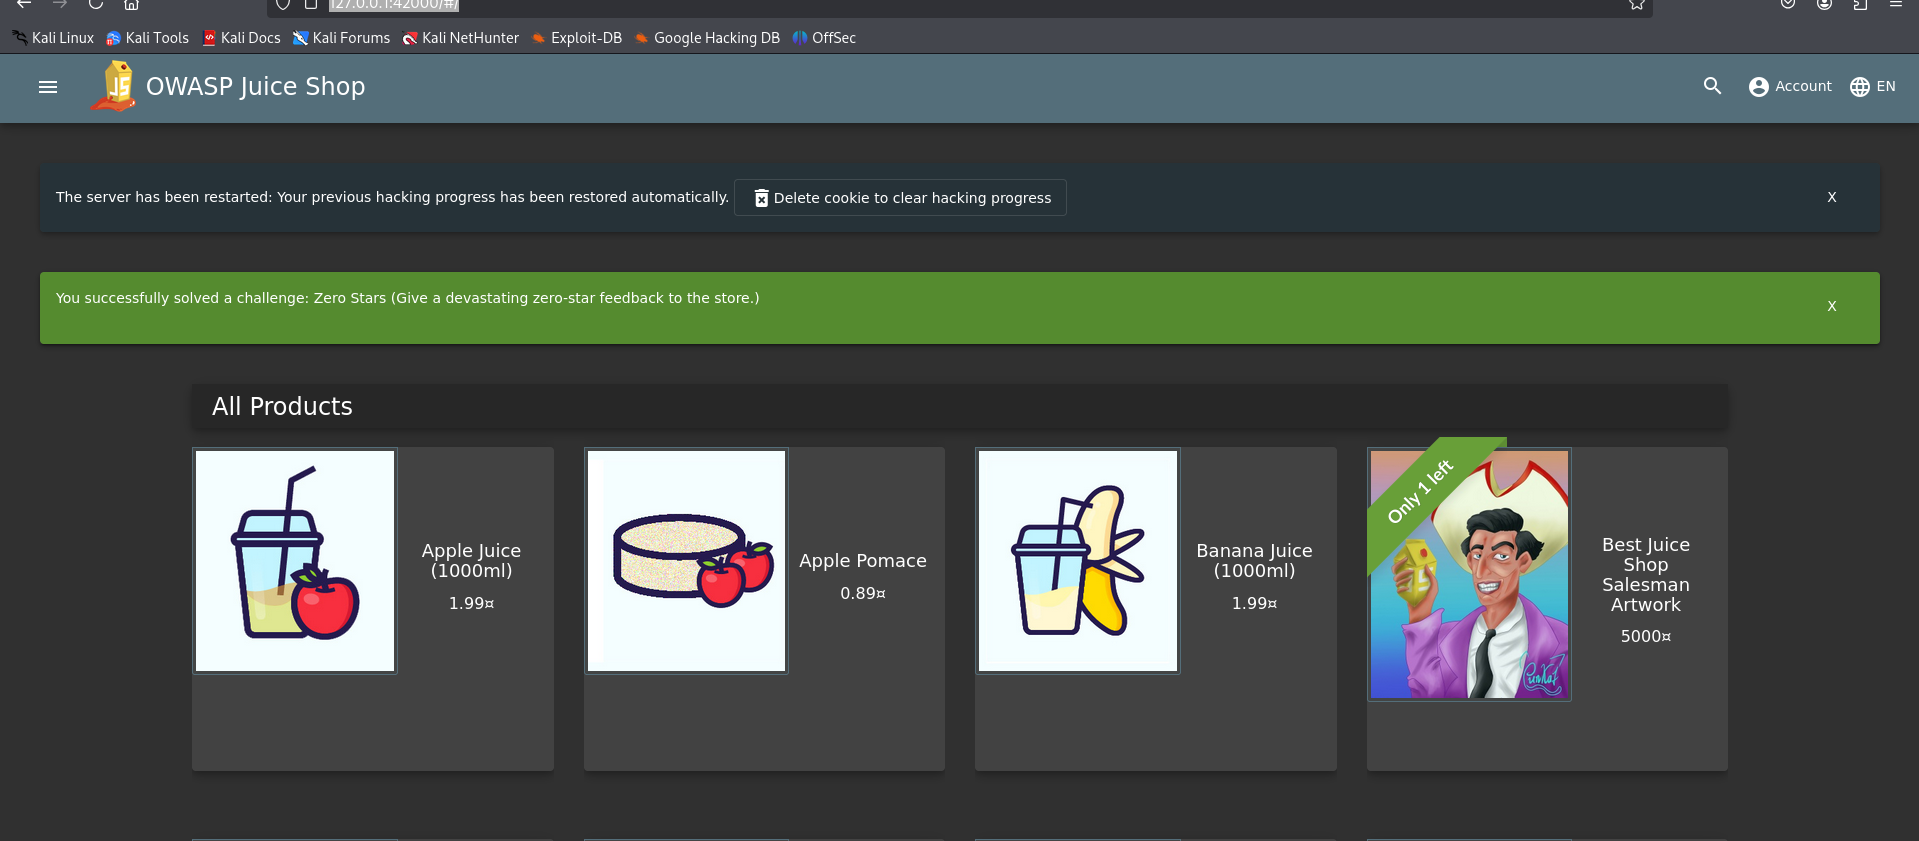 127.0.0.1:42000/#/
Kali Linux Kali Tools Kali Docs Kali Forums Kali NetHunter Exploit-DB Google Hacking DB OffSec
JS OWASP Juice Shop Account EN
The server has been restarted: Your previous hacking progress has been restored automatically. Delete cookie to clear hacking progress X
You successfully solved a challenge: Zero Stars (Give a devastating zero-star feedback to the store.)
X
All Products
Apple Juice
(1000ml)
1.99¤
Apple Pomace
0.89¤
Banana Juice
(1000ml)
1.99¤
Only 1 left
Best Juice
Shop
Salesman
Artwork
5000¤